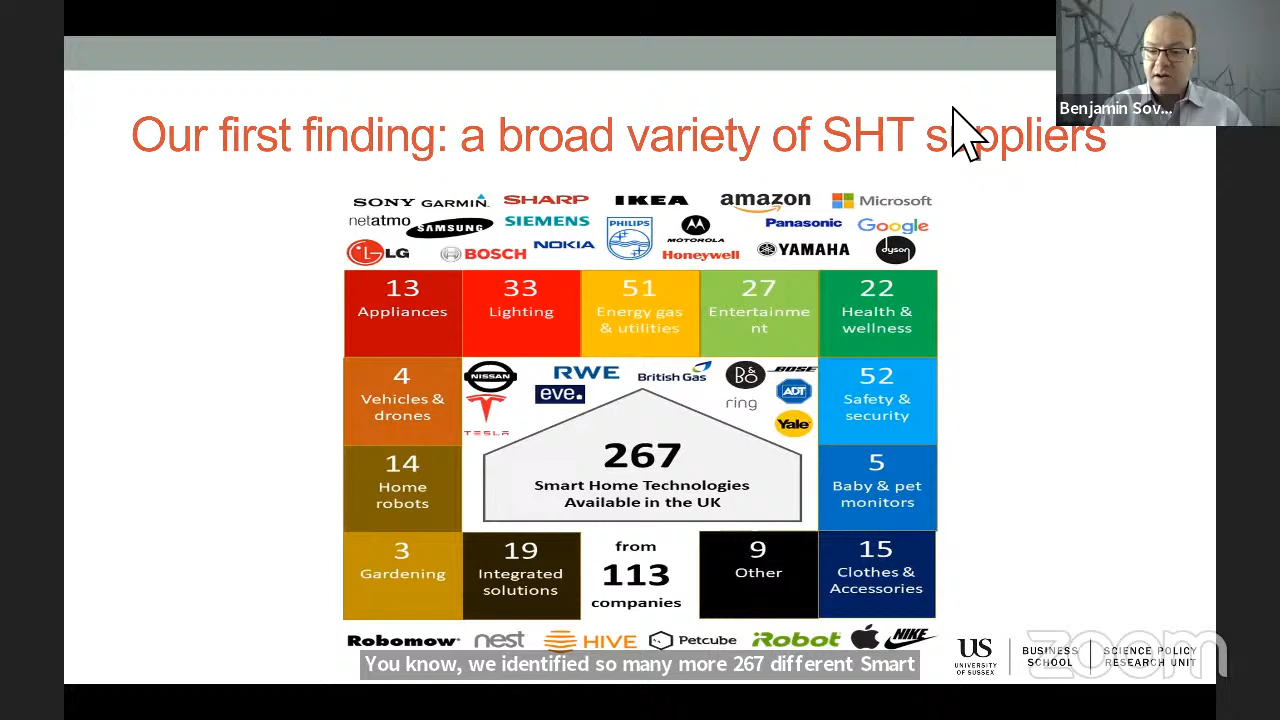 Benjamin Sov...
Our first finding: a broad variety of SHT suppliers
SONY GARMIN SHARP IKEA amazon Microsoft
netatmo SAMSUNG SIEMENS PHILIPS MOTOROLA Panasonic Google
LG BOSCH NOKIA Honeywell YAMAHA dyson
13 33 51 27 22
Appliances Lighting Energy gas Entertainme Health &
& utilities nt wellness
4 NISSAN RWE British Gas B&O BOSE 52
Vehicles & eve. ring ADT Safety &
drones TESLA Yale security
267
Smart Home Technologies
Available in the UK
14 5
Home Baby & pet
robots monitors
3 19 from 9 15
Gardening Integrated 113 Other Clothes &
solutions companies Accessories
Robomow nest HIVE Petcube iRobot NIKE
You know, we identified so many more 267 different Smart
US
UNIVERSITY
OF SUSSEX
BUSINESS
SCHOOL
SCIENCE POLICY
RESEARCH UNIT
zoom